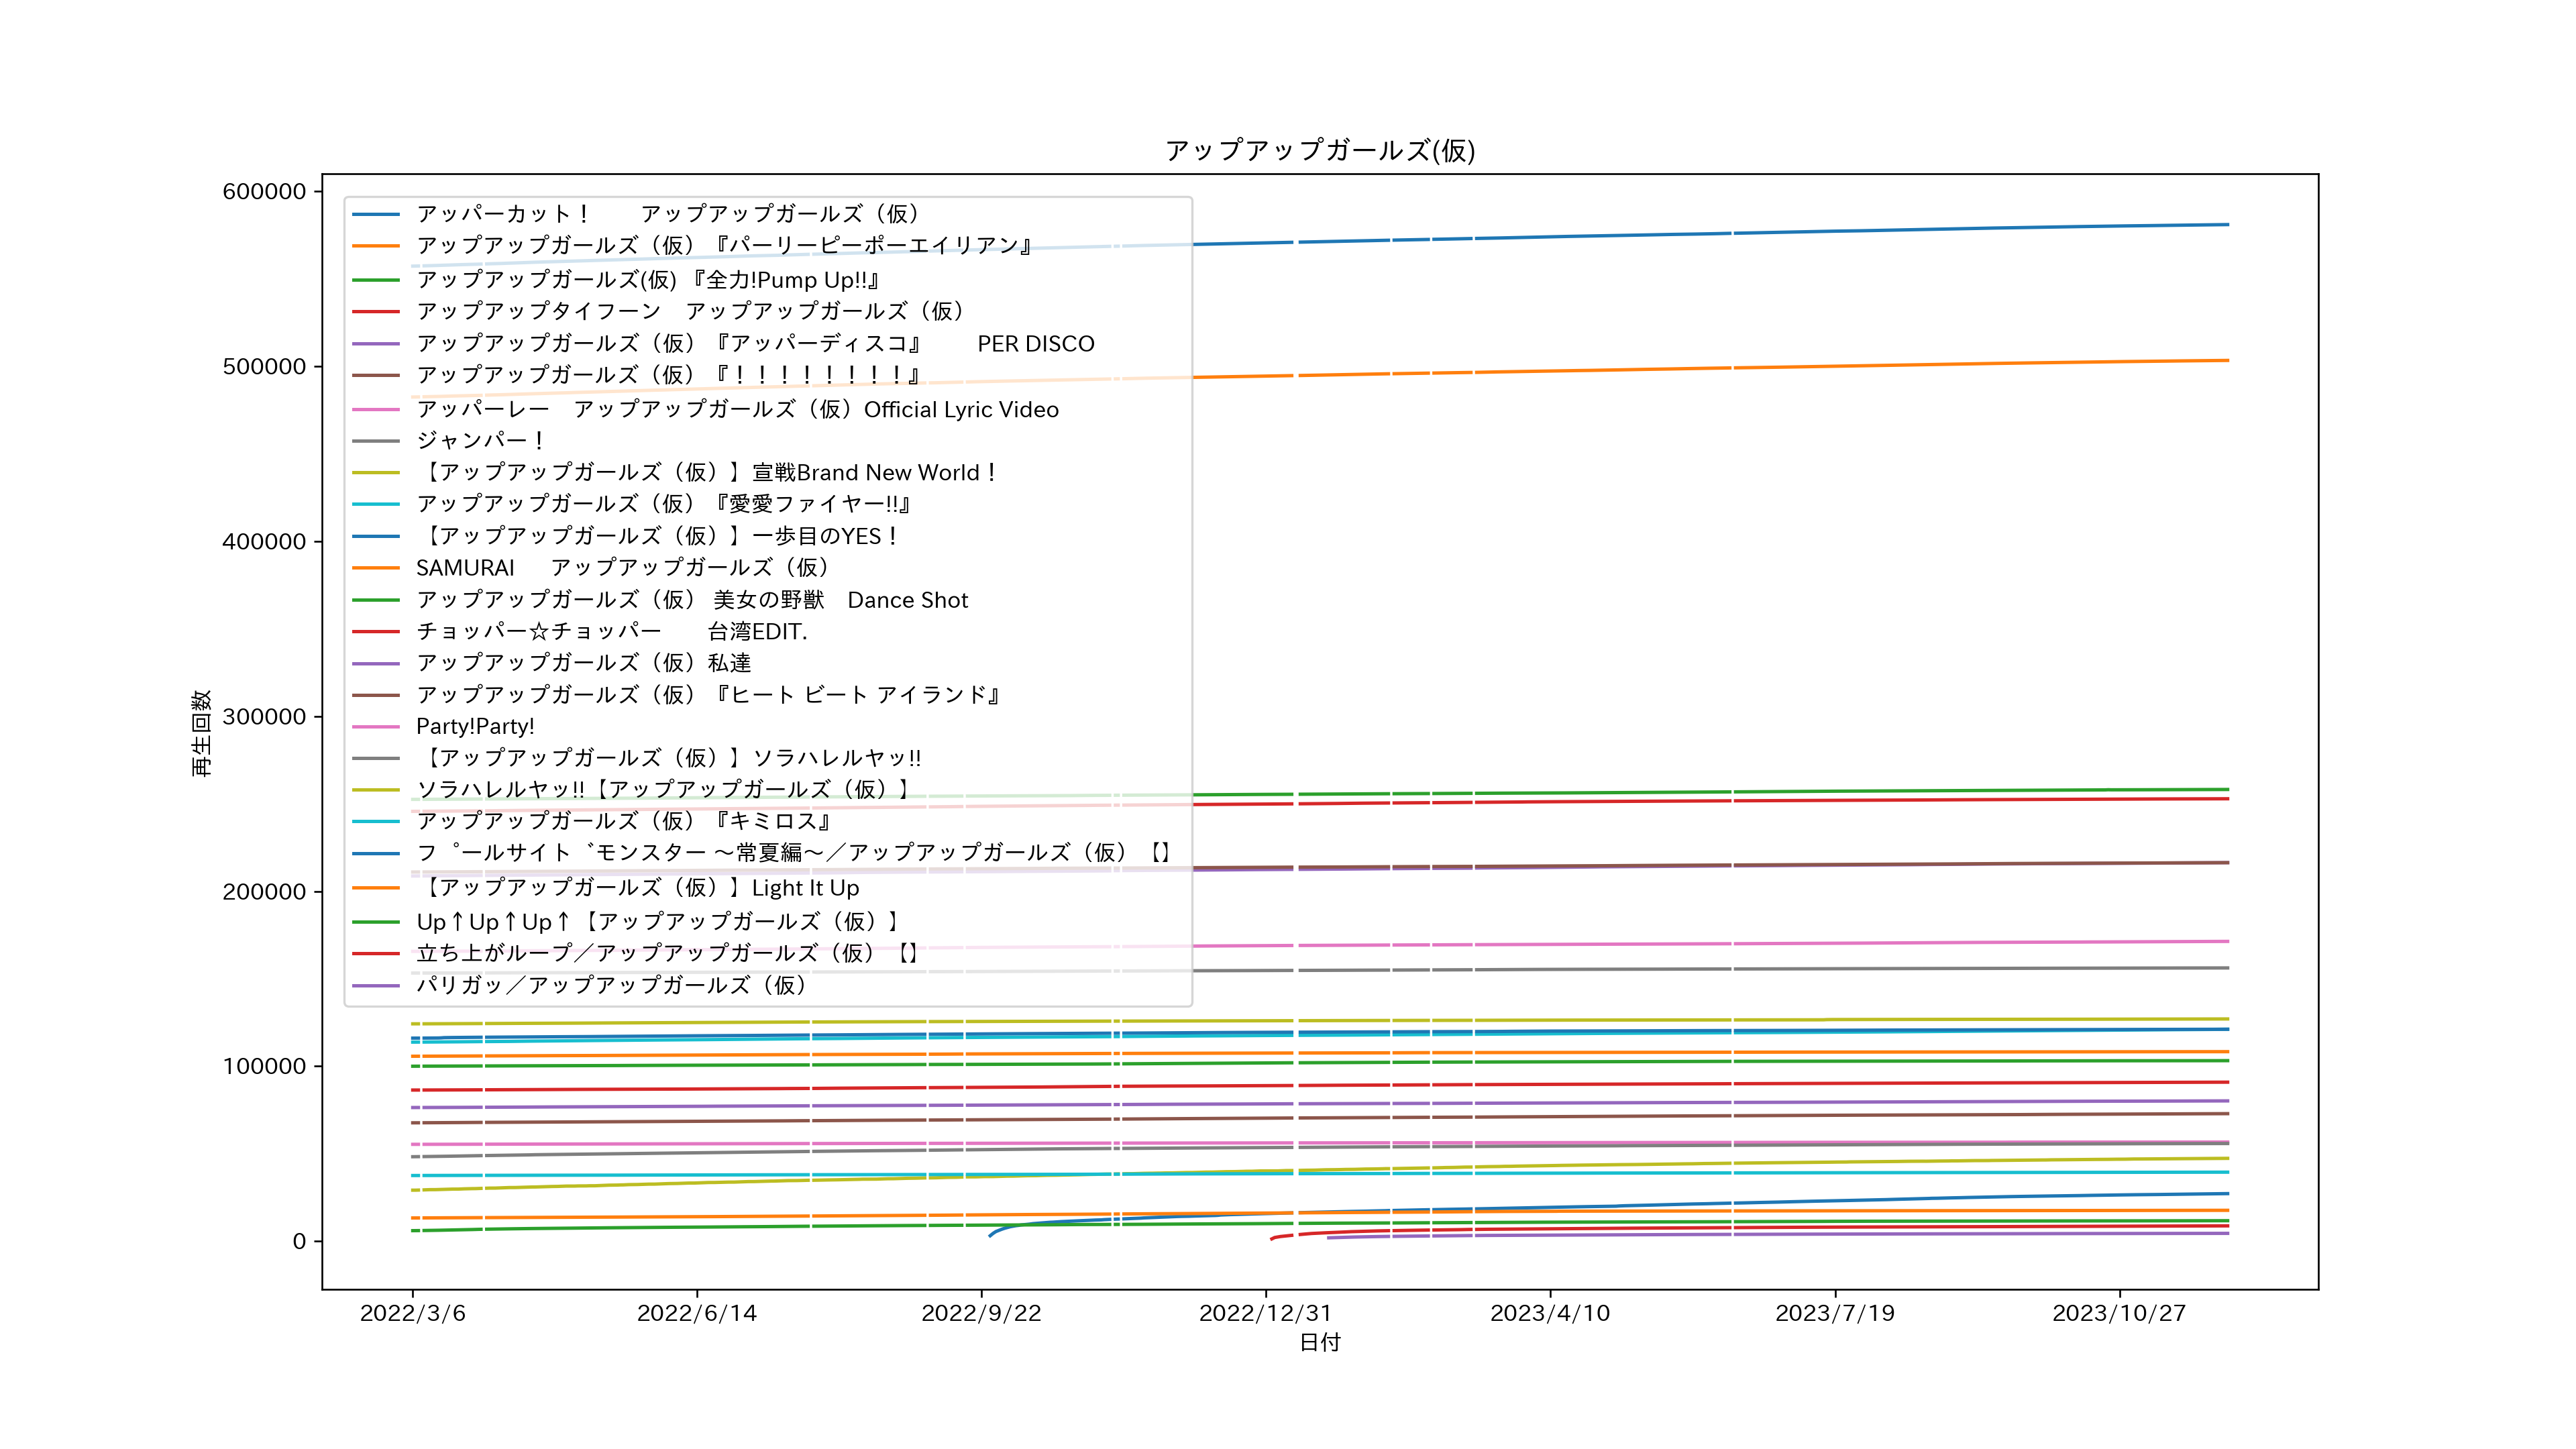 アップアップガールズ(仮)
600000
500000
400000
300000
200000
100000
0
再生回数
アッパーカット！　　アップアップガールズ（仮）
アップアップガールズ（仮）『パーリーピーポーエイリアン』
アップアップガールズ(仮) 『全力!Pump Up!!』
アップアップタイフーン　アップアップガールズ（仮）
アップアップガールズ（仮）『アッパーディスコ』　　PER DISCO
アップアップガールズ（仮）『！！！！！！！！』
アッパーレー　アップアップガールズ（仮）Official Lyric Video
ジャンパー！
【アップアップガールズ（仮）】宣戦Brand New World！
アップアップガールズ（仮）『愛愛ファイヤー!!』
【アップアップガールズ（仮）】一歩目のYES！
SAMURAI　 アップアップガールズ（仮）
アップアップガールズ（仮） 美女の野獣　Dance Shot
チョッパー☆チョッパー　　台湾EDIT.
アップアップガールズ（仮）私達
アップアップガールズ（仮）『ヒート ビート アイランド』
Party!Party!
【アップアップガールズ（仮）】ソラハレルヤッ!!
ソラハレルヤッ!!【アップアップガールズ（仮）】
アップアップガールズ（仮）『キミロス』
フ゜ールサイト゛モンスター 〜常夏編〜／アップアップガールズ（仮）【】
【アップアップガールズ（仮）】Light It Up
Up↑Up↑Up↑【アップアップガールズ（仮）】
立ち上がループ／アップアップガールズ（仮）【】
パリガッ／アップアップガールズ（仮）
2022/3/6
2022/6/14
2022/9/22
2022/12/31
2023/4/10
2023/7/19
2023/10/27
日付